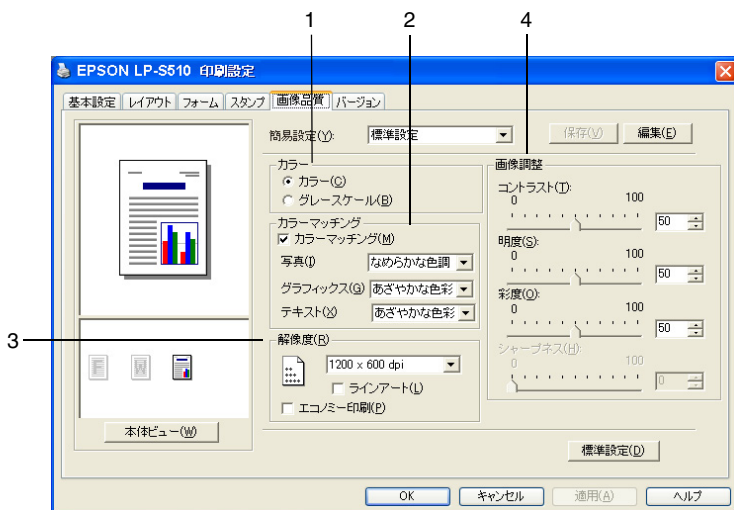 1
2
4
EPSON LP-S510 印刷設定
基本設定 レイアウト フォーム スタンプ 画像品質 バージョン
簡易設定(Y): 標準設定 保存(V) 編集(E)
カラー
カラー(C)
グレースケール(B)
カラーマッチング
カラーマッチング(M)
写真(I) なめらかな色調
グラフィックス(G) あざやかな色彩
テキスト(X) あざやかな色彩
3
解像度(R)
1200 x 600 dpi
ラインアート(L)
エコノミー印刷(P)
画像調整
コントラスト(T):
0 100
50
明度(S):
0 100
50
彩度(O):
0 100
50
シャープネス(H):
0 100
0
F W
本体ビュー(W)
標準設定(D)
OK キャンセル 適用(A) ヘルプ